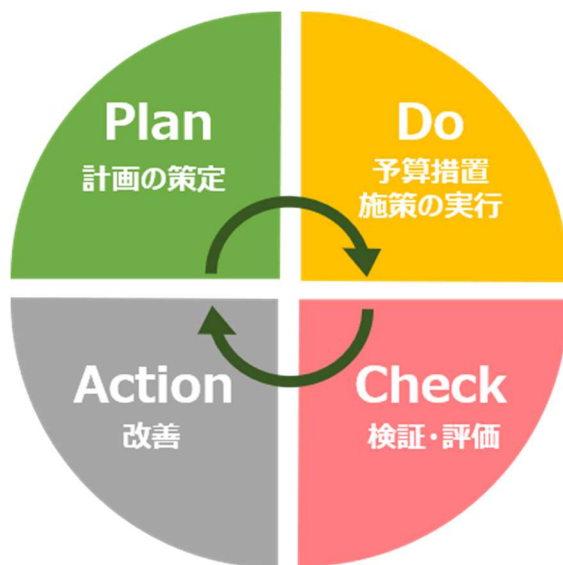 Plan
計画の策定
Do
予算措置
施策の実行
Check
検証・評価
Action
改善